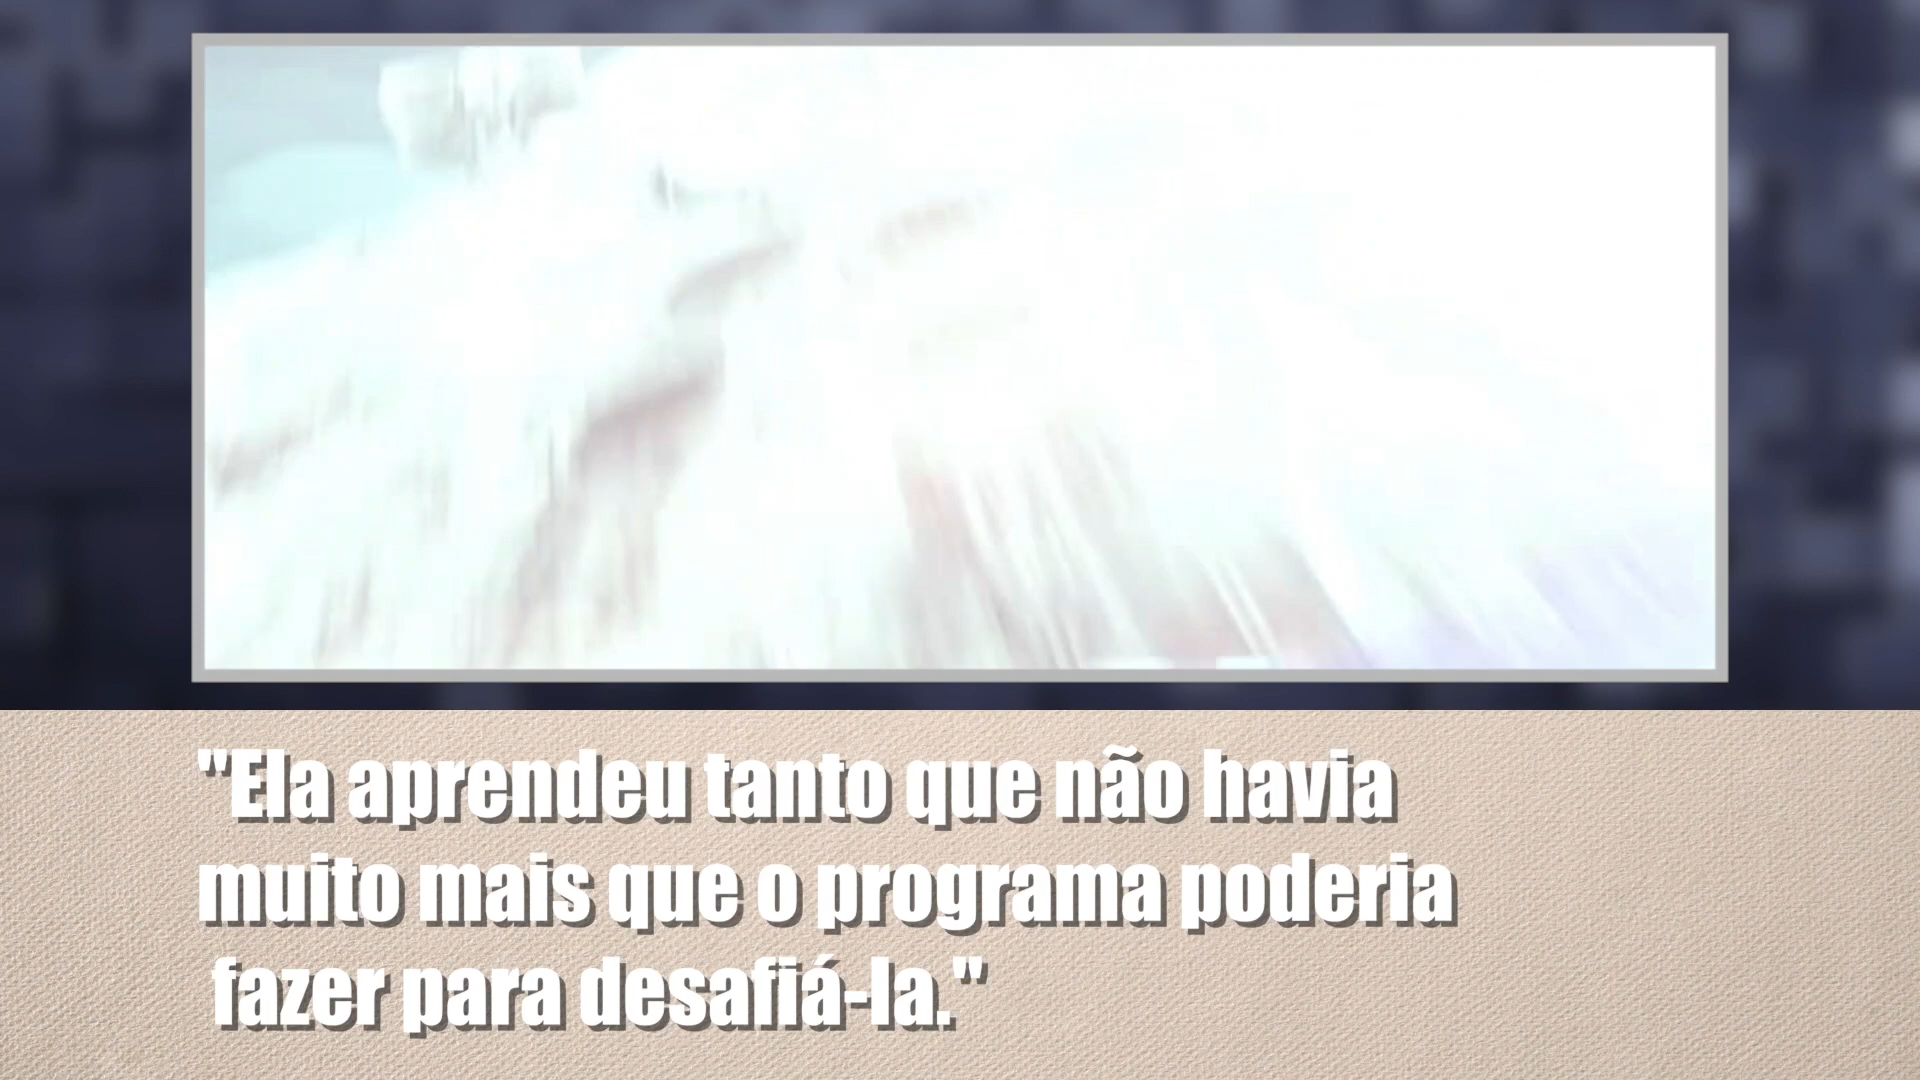 "Ela aprendeu tanto que não havia
muito mais que o programa poderia
fazer para desafiá-la."